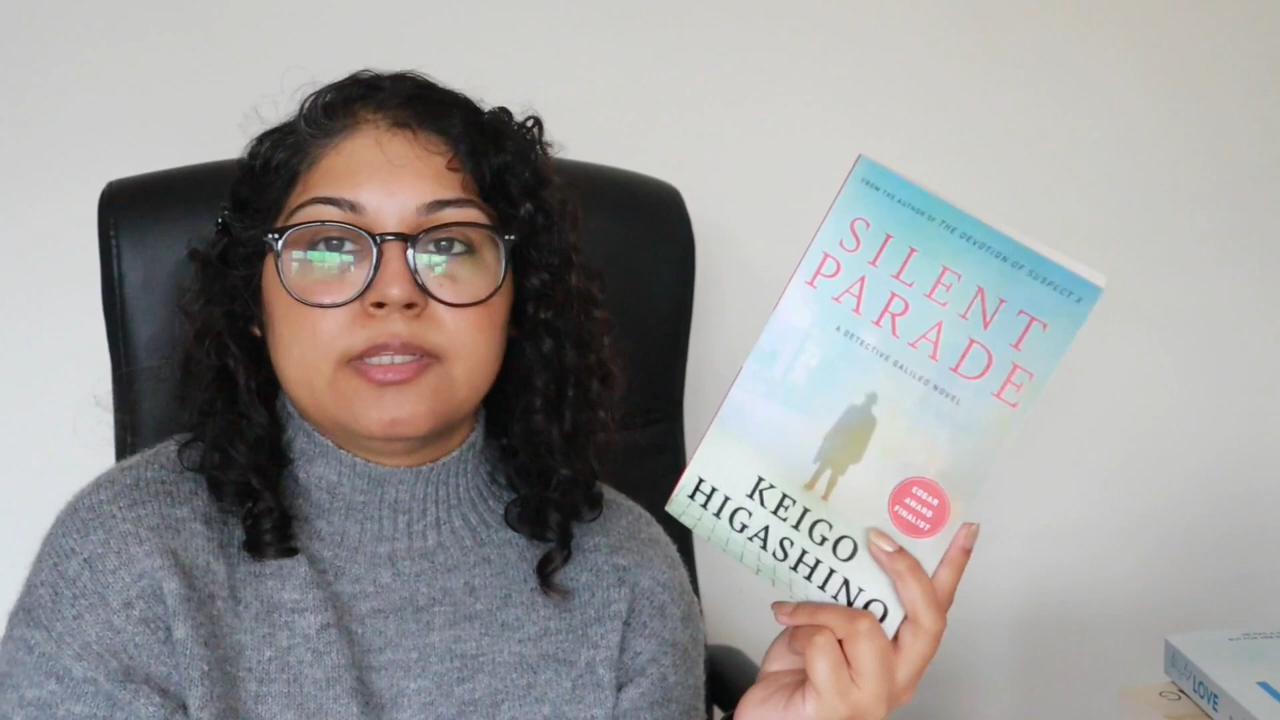 FROM THE AUTHOR OF THE DEVOTION OF SUSPECT X
SILENT
PARADE
A DETECTIVE GALILEO NOVEL
EDGAR
AWARD
FINALIST
KEIGO
HIGASHINO
LOVE